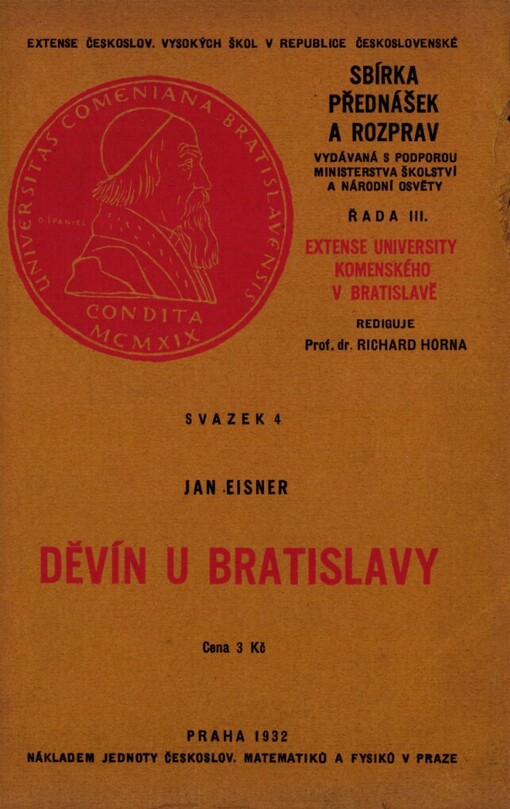 EXTENSE ČESKOSLOV. VYSOKÝCH ŠKOL V REPUBLICE ČESKOSLOVENSKÉ
UNIVERSITAS COMENIANA BRATISLAVENSIS
O. ŠPANIEL
CONDITA
MCMXIX
SBÍRKA
PŘEDNÁŠEK
A ROZPRAV
VYDÁVANÁ S PODPOROU
MINISTERSTVA ŠKOLSTVÍ
A NÁRODNÍ OSVĚTY
ŘADA III.
EXTENSE UNIVERSITY
KOMENSKÉHO
V BRATISLAVĚ
REDIGUJE
Prof. dr. RICHARD HORNA
SVAZEK 4
JAN EISNER
DĚVÍN U BRATISLAVY
Cena 3 Kč
PRAHA 1932
NÁKLADEM JEDNOTY ČESKOSLOV. MATEMATIKŮ A FYSIKŮ V PRAZE